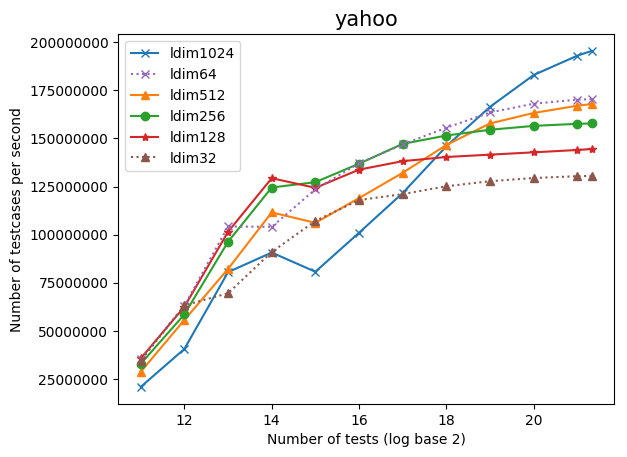 yahoo
200000000
175000000
150000000
125000000
100000000
75000000
50000000
25000000
Number of testcases per second
ldim1024
ldim64
ldim512
ldim256
ldim128
ldim32
12 14 16 18 20
Number of tests (log base 2)